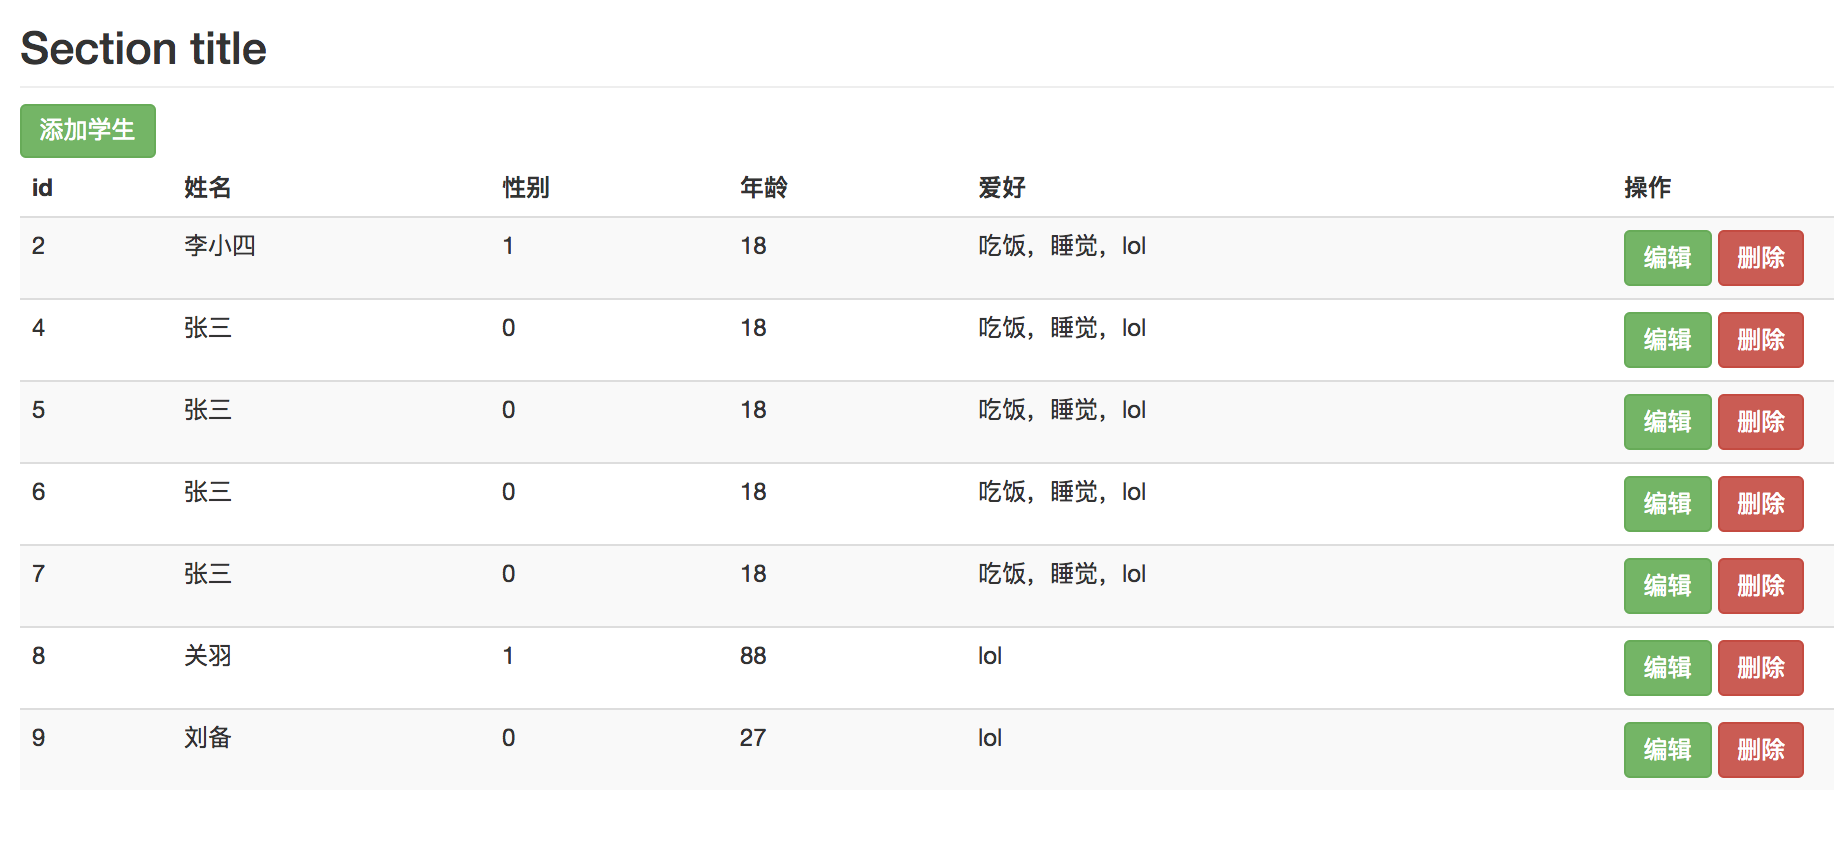 Section title
添加学生
id 姓名 性别 年龄 爱好 操作
2 李小四 1 18 吃饭，睡觉，lol 编辑 删除
4 张三 0 18 吃饭，睡觉，lol 编辑 删除
5 张三 0 18 吃饭，睡觉，lol 编辑 删除
6 张三 0 18 吃饭，睡觉，lol 编辑 删除
7 张三 0 18 吃饭，睡觉，lol 编辑 删除
8 关羽 1 88 lol 编辑 删除
9 刘备 0 27 lol 编辑 删除